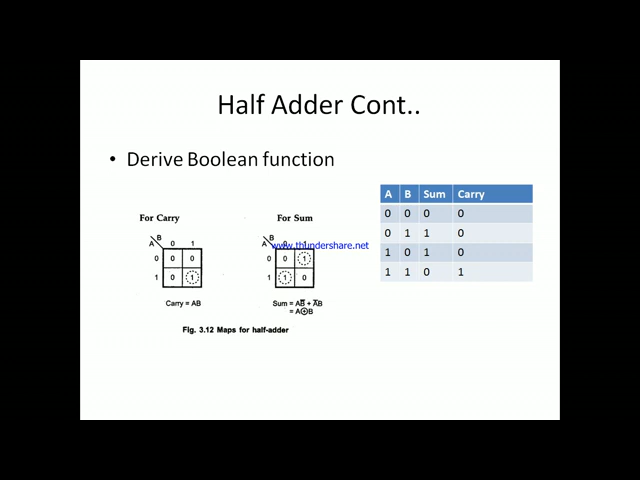 Half Adder Cont..
• Derive Boolean function
For Carry
B
A 0 1
0 0 0
1 0 1
Carry = AB
For Sum
B
A 0 1
www.thundershare.net
0 0 1
1 1 0
Sum = AB̅ + A̅B
= A⊕B
Fig. 3.12 Maps for half-adder
A B Sum Carry
0 0 0 0
0 1 1 0
1 0 1 0
1 1 0 1